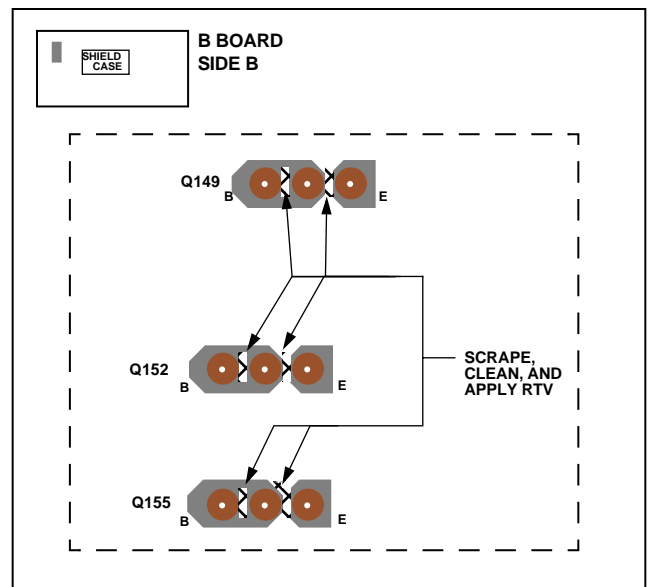 B BOARD
SIDE B
SHIELD
CASE
Q149
B
E
Q152
B
E
SCRAPE,
CLEAN, AND
APPLY RTV
Q155
B
E